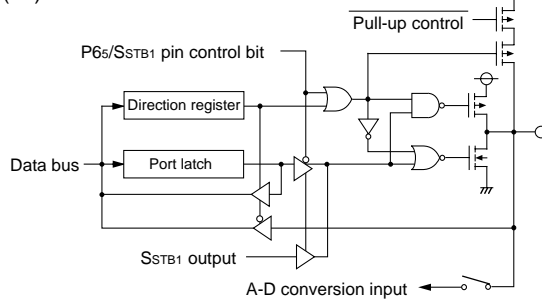 Pull-up control
P65/SSTB1 pin control bit
Direction register
Data bus
Port latch
SSTB1 output
A-D conversion input